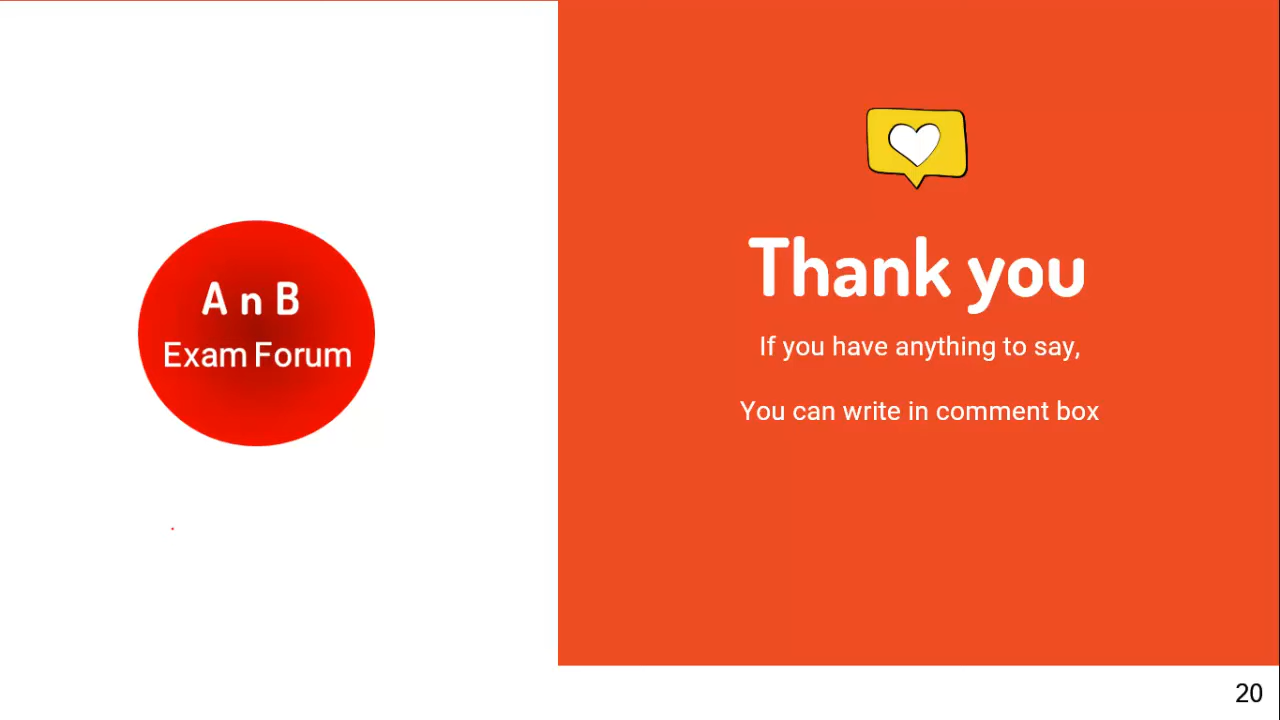 A n B
Exam Forum
Thank you
If you have anything to say,
You can write in comment box
20